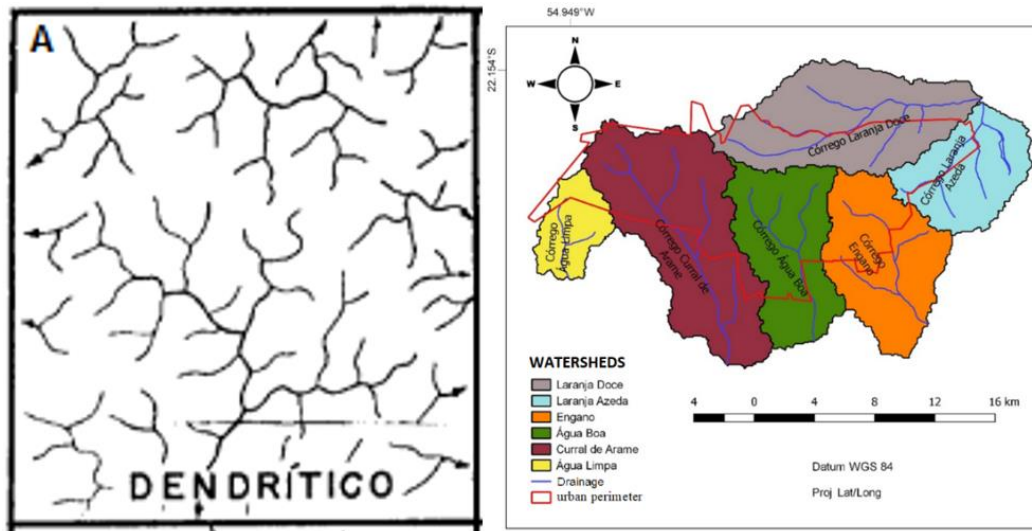 A
DENDRÍTICO
54.949°W
22.154°S
N
W E
S
Córrego Laranja Doce
Córrego Laranja
Azeda
Córrego
Água Limpa
Córrego Curral de
Arame
Córrego Água Boa
Córrego
Engano
WATERSHEDS
Laranja Doce
Laranja Azeda
Engano
Água Boa
Curral de Arame
Água Limpa
Drainage
urban perimeter
4 0 4 8 12 16 km
Datum WGS 84
Proj Lat/Long